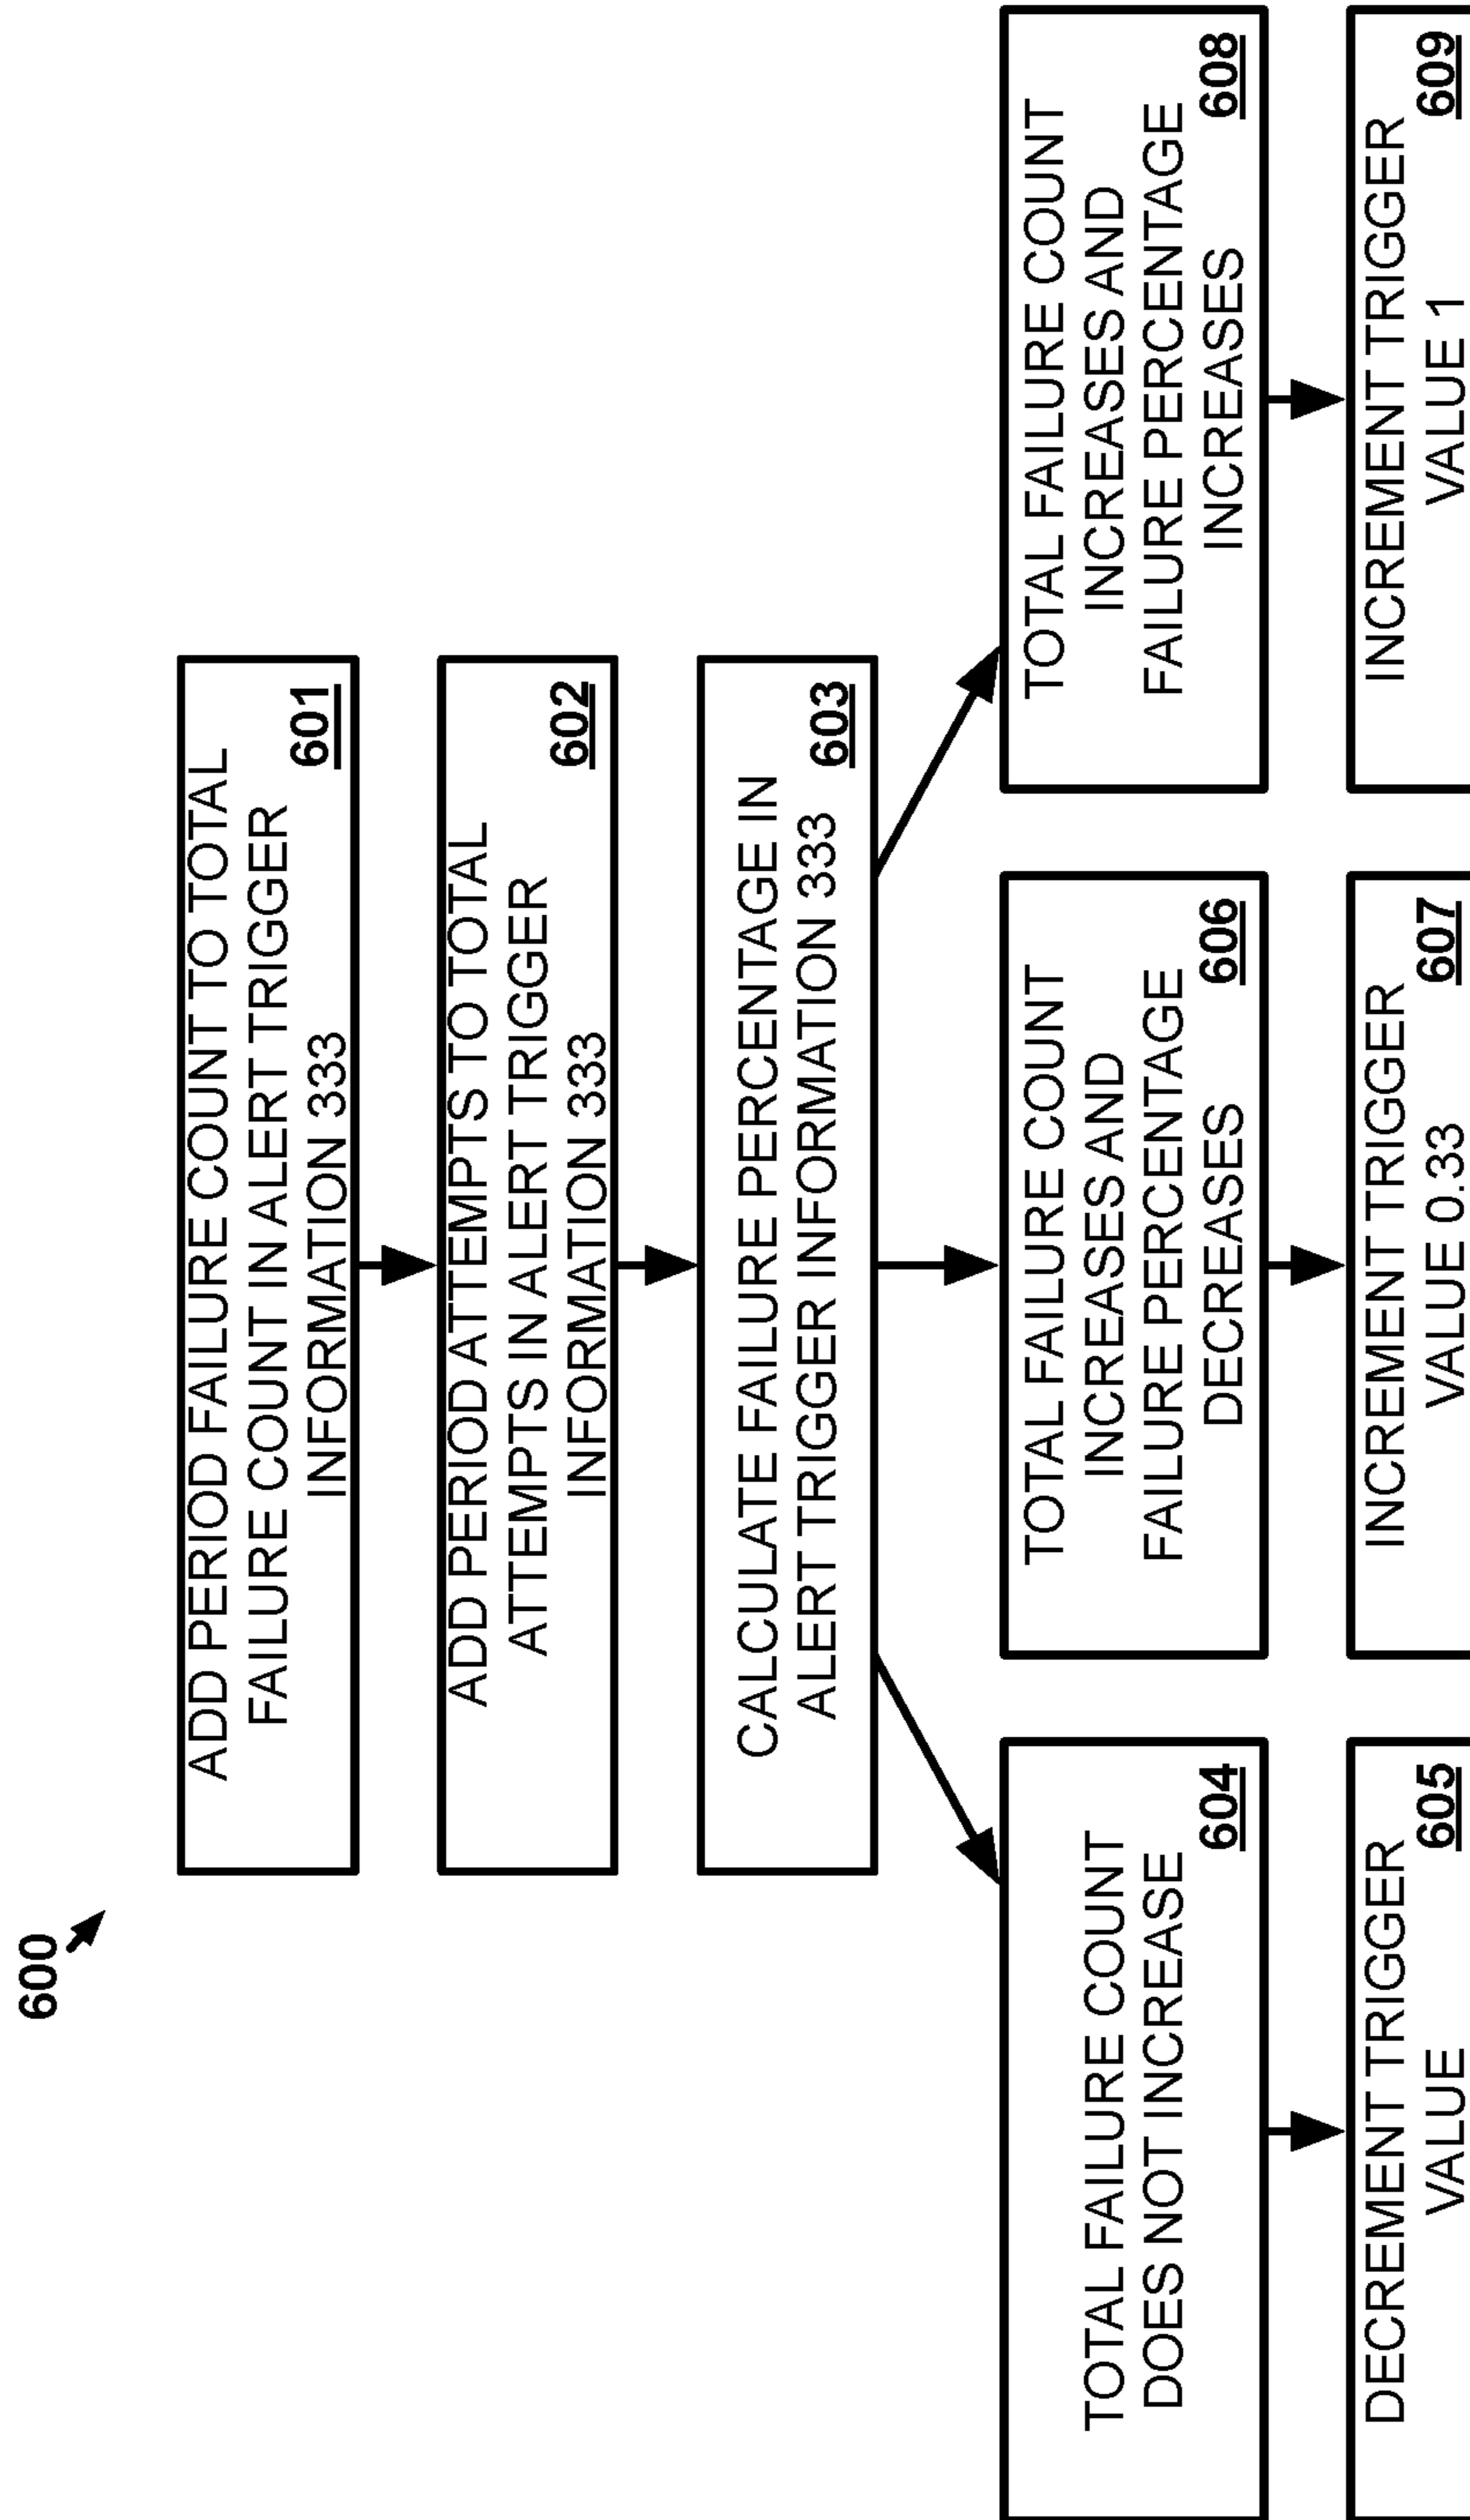 600
ADD PERIOD FAILURE COUNT TO TOTAL
FAILURE COUNT IN ALERT TRIGGER
INFORMATION 333
601
ADD PERIOD ATTEMPTS TO TOTAL
ATTEMPTS IN ALERT TRIGGER
INFORMATION 333
602
CALCULATE FAILURE PERCENTAGE IN
ALERT TRIGGER INFORMATION 333
603
TOTAL FAILURE COUNT
DOES NOT INCREASE
604
DECREMENT TRIGGER
VALUE
605
TOTAL FAILURE COUNT
INCREASES AND
FAILURE PERCENTAGE
DECREASES
606
INCREMENT TRIGGER
VALUE 0.33
607
TOTAL FAILURE COUNT
INCREASES AND
FAILURE PERCENTAGE
INCREASES
608
INCREMENT TRIGGER
VALUE 1
609